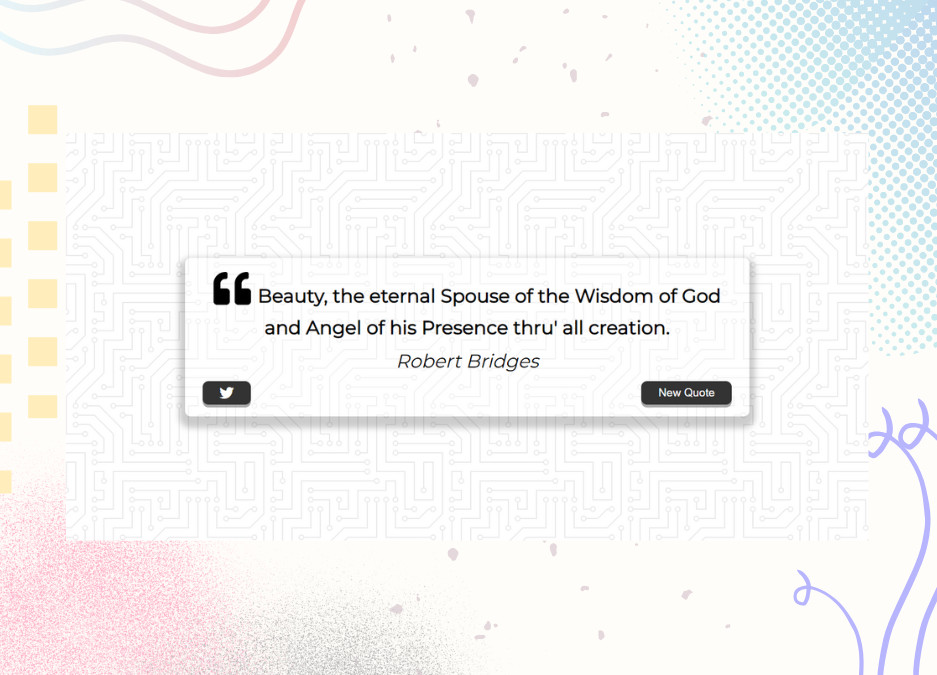 Beauty, the eternal Spouse of the Wisdom of God
and Angel of his Presence thru' all creation.
Robert Bridges
New Quote